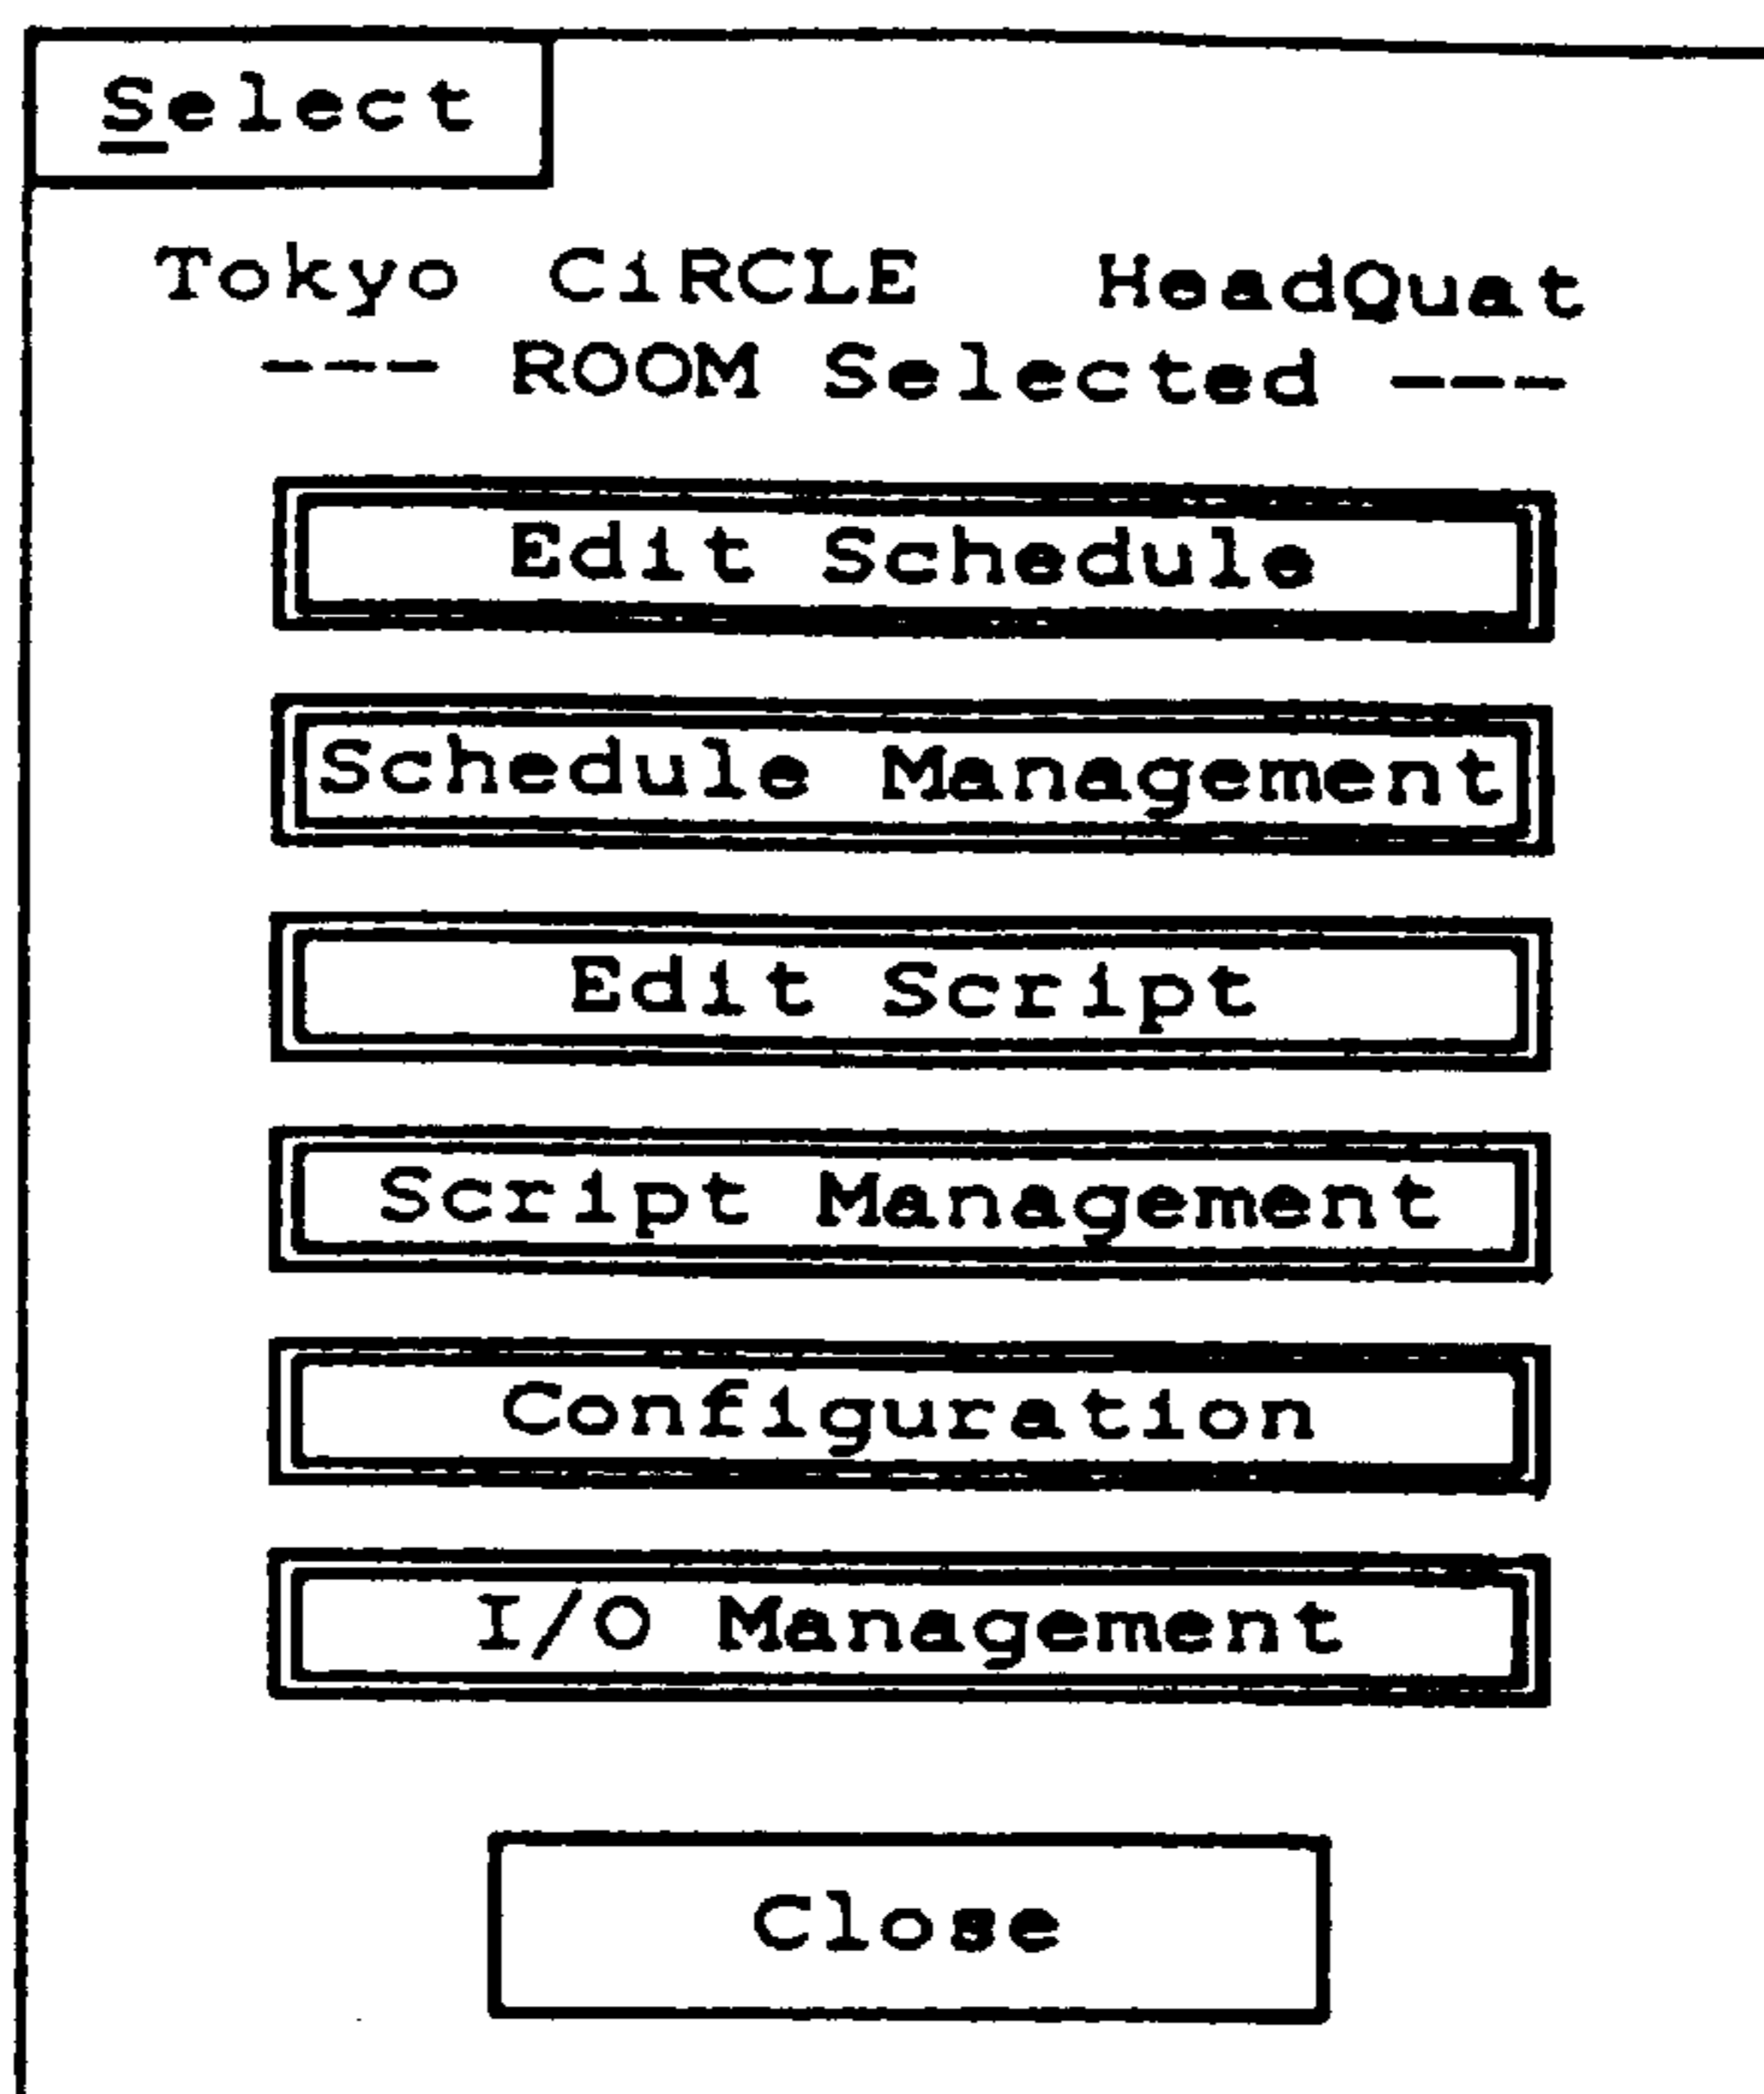 Select
Tokyo CiRCLE HeadQuat
--- ROOM Selected ---
Edit Schedule
Schedule Management
Edit Script
Script Management
Configuration
I/O Management
Close